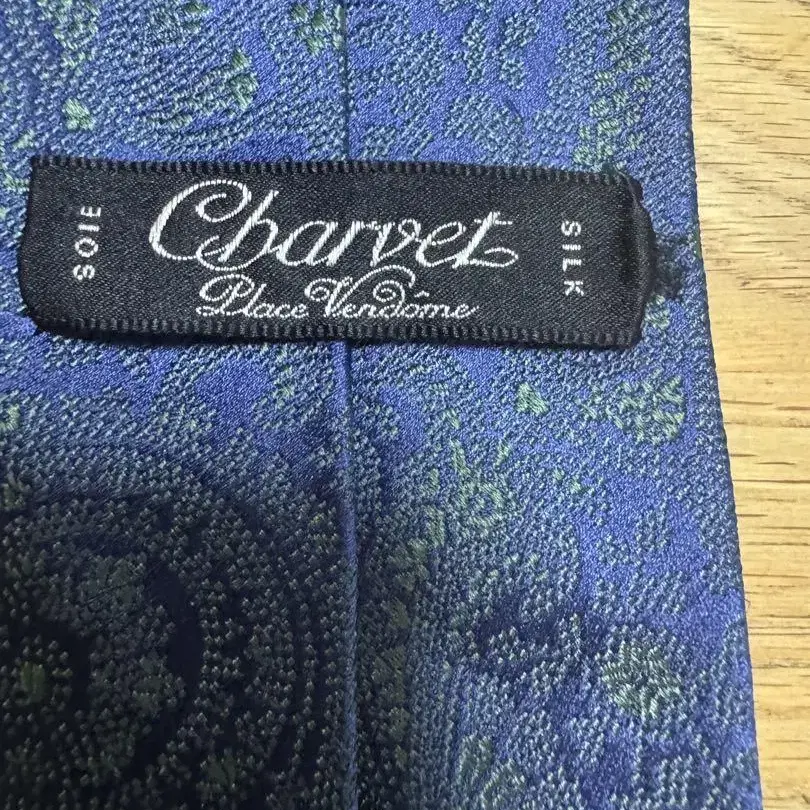 SOIE
Charvet
Place Vendôme
SILK